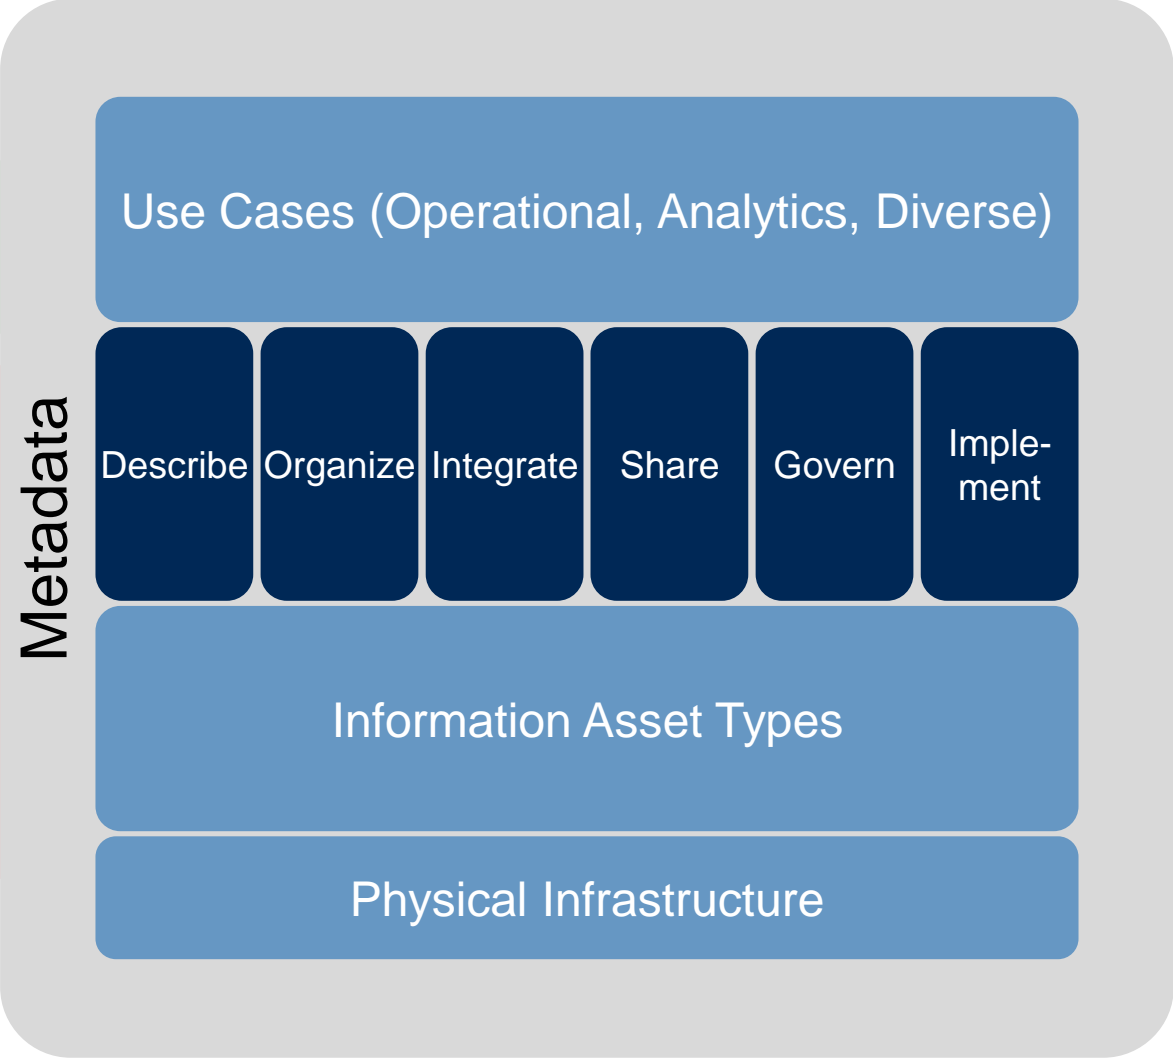 Use Cases (Operational, Analytics, Diverse)
Metadata
Describe
Organize
Integrate
Share
Govern
Imple-
ment
Information Asset Types
Physical Infrastructure